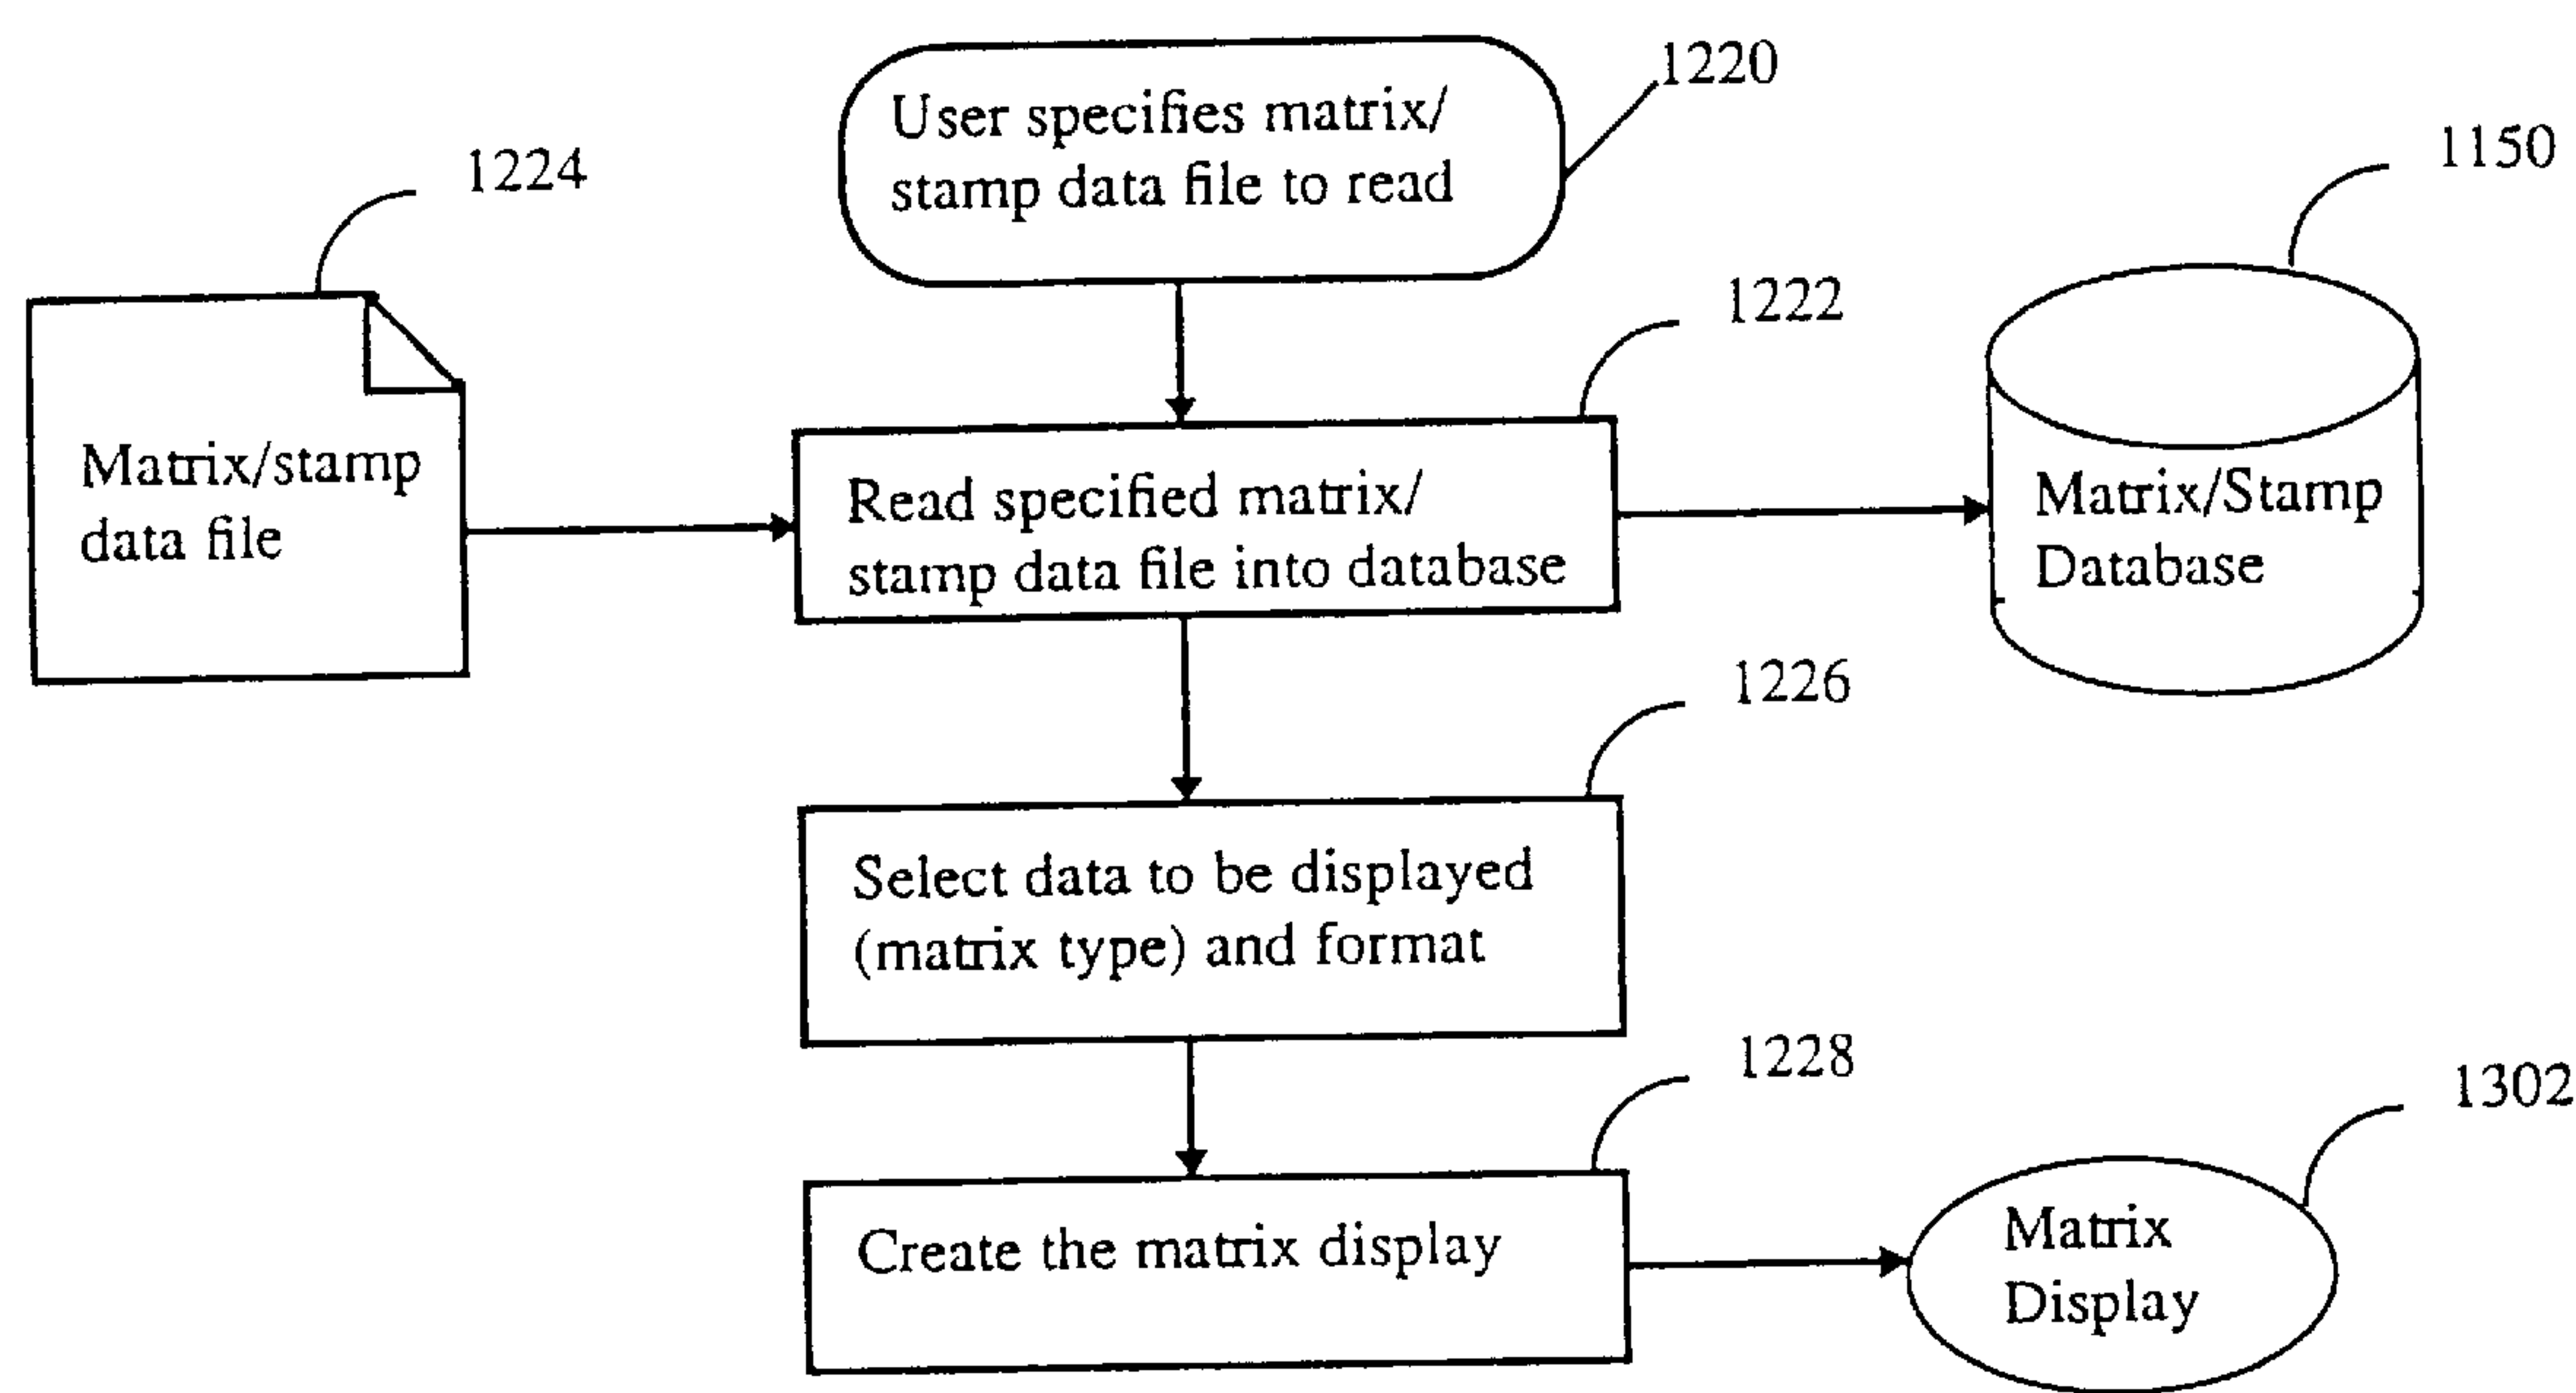 1220
User specifies matrix/
stamp data file to read
1224
1150
1222
Matrix/stamp
data file
Read specified matrix/
stamp data file into database
Matrix/Stamp
Database
1226
Select data to be displayed
(matrix type) and format
1228
1302
Create the matrix display
Matrix
Display